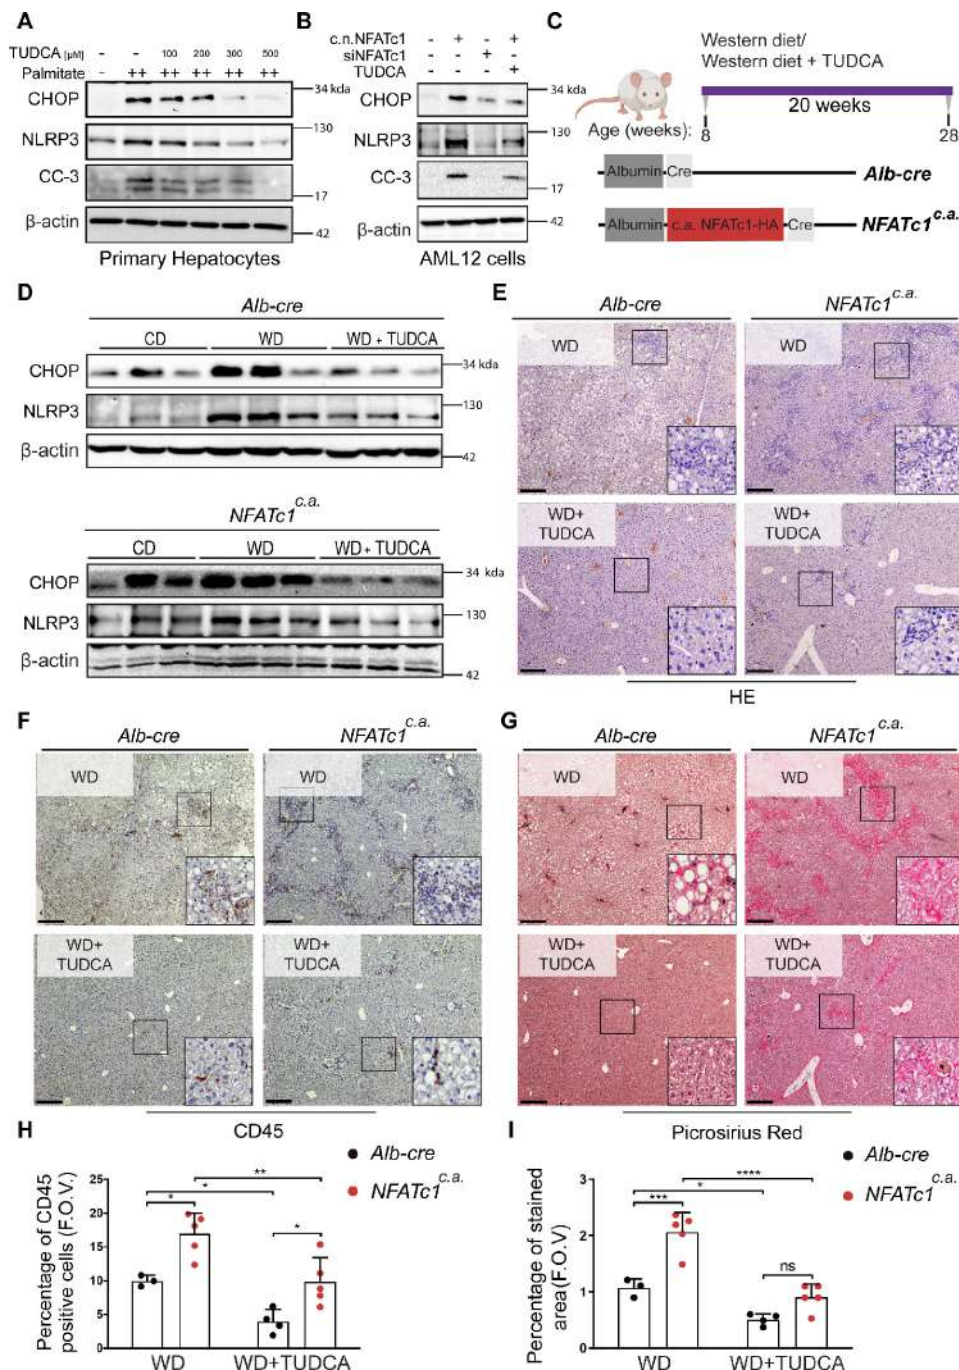 A
TUDCA [µM] - - 100 200 300 500
Palmitate - ++ ++ ++ ++ ++
CHOP
34 kda
NLRP3
130
CC-3
17
β-actin
42
Primary Hepatocytes
B
c.n.NFATc1 - + - +
siNFATc1 - - + -
TUDCA - - - +
CHOP
34 kda
NLRP3
130
CC-3
17
β-actin
42
AML12 cells
C
Western diet/
Western diet + TUDCA
20 weeks
Age (weeks):
8
28
Albumin Cre Alb-cre
Albumin c.a. NFATc1-HA Cre NFATc1 c.a.
D
Alb-cre
CD WD WD + TUDCA
CHOP
34 kda
NLRP3
130
β-actin
42
NFATc1 c.a.
CD WD WD + TUDCA
CHOP
34 kda
NLRP3
130
β-actin
42
E
Alb-cre NFATc1 c.a.
WD WD
WD+
TUDCA
WD+
TUDCA
HE
F
Alb-cre NFATc1 c.a.
WD WD
WD+
TUDCA
WD+
TUDCA
CD45
G
Alb-cre NFATc1 c.a.
WD WD
WD+
TUDCA
WD+
TUDCA
Picrosirius Red
H
Alb-cre
NFATc1 c.a.
Percentage of CD45
positive cells (F.O.V.)
25
20
15
10
5
0
*
*
**
*
WD WD+TUDCA
I
Alb-cre
NFATc1 c.a.
Percentage of stained
area(F.O.V)
3
2
1
0
***
*
****
ns
WD WD+TUDCA